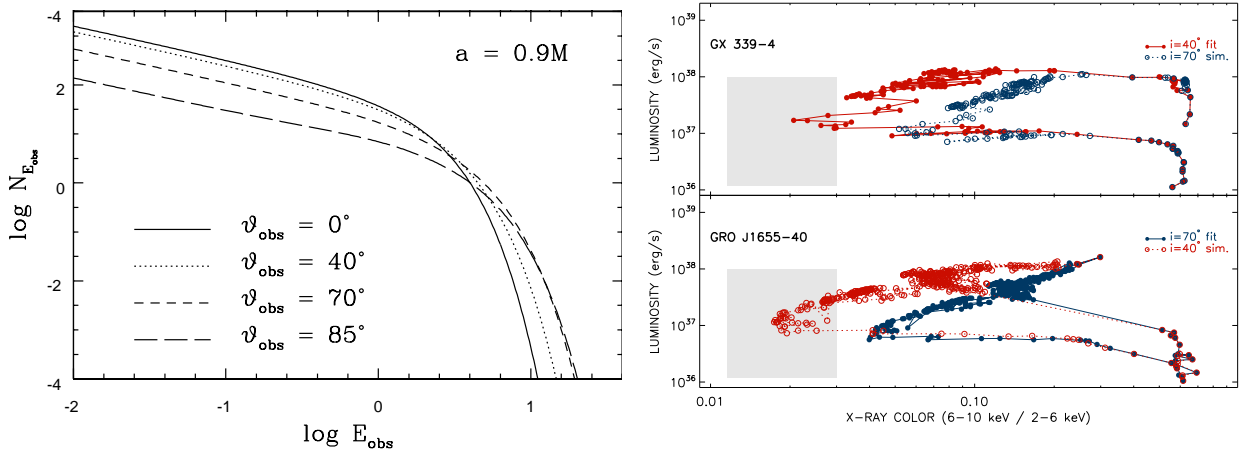 -4
2
0
-2
-4
-2
-1
0
1
log N_E_obs
log E_obs
a = 0.9M
ϑ_obs = 0°
ϑ_obs = 40°
ϑ_obs = 70°
ϑ_obs = 85°
10^39
10^38
10^37
10^36
LUMINOSITY (erg/s)
GX 339-4
i=40° fit
i=70° sim.
10^39
10^38
10^37
10^36
LUMINOSITY (erg/s)
GRO J1655-40
i=70° fit
i=40° sim.
0.01
0.10
X-RAY COLOR (6-10 keV / 2-6 keV)